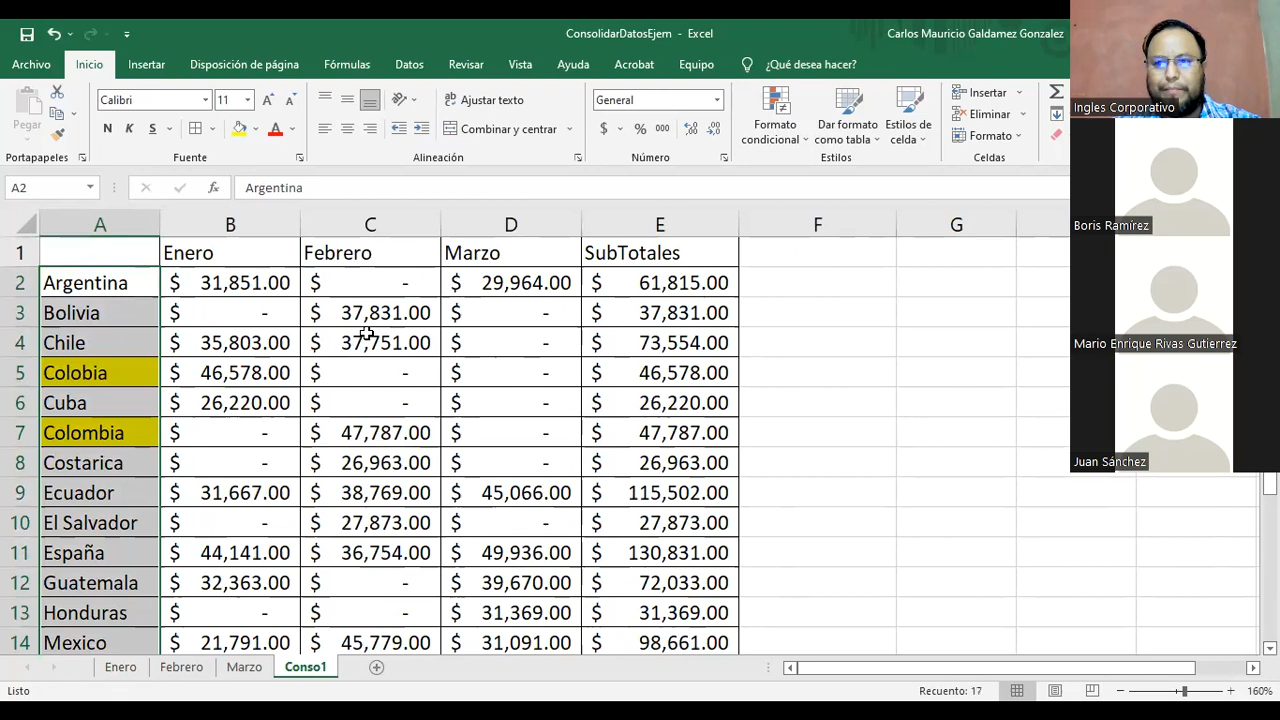 ConsolidarDatosEjem - Excel
Carlos Mauricio Galdamez Gonzalez
Archivo Inicio Insertar Disposición de página Fórmulas Datos Revisar Vista Ayuda Acrobat Equipo ¿Qué desea hacer?
Pegar
Calibri 11
N K S
Ajustar texto
Combinar y centrar
General
$ % 000
Formato condicional
Dar formato como tabla
Estilos de celda
Insertar
Eliminar
Formato
Portapapeles Fuente Alineación Número Estilos Celdas
A2 fx Argentina
A B C D E F G
1 Enero Febrero Marzo SubTotales
2 Argentina $ 31,851.00 $ - $ 29,964.00 $ 61,815.00
3 Bolivia $ - $ 37,831.00 $ - $ 37,831.00
4 Chile $ 35,803.00 $ 37,751.00 $ - $ 73,554.00
5 Colobia $ 46,578.00 $ - $ - $ 46,578.00
6 Cuba $ 26,220.00 $ - $ - $ 26,220.00
7 Colombia $ - $ 47,787.00 $ - $ 47,787.00
8 Costarica $ - $ 26,963.00 $ - $ 26,963.00
9 Ecuador $ 31,667.00 $ 38,769.00 $ 45,066.00 $ 115,502.00
10 El Salvador $ - $ 27,873.00 $ - $ 27,873.00
11 España $ 44,141.00 $ 36,754.00 $ 49,936.00 $ 130,831.00
12 Guatemala $ 32,363.00 $ - $ 39,670.00 $ 72,033.00
13 Honduras $ - $ - $ 31,369.00 $ 31,369.00
14 Mexico $ 21,791.00 $ 45,779.00 $ 31,091.00 $ 98,661.00
Enero Febrero Marzo Conso1
Listo
Recuento: 17
160%
Ingles Corporativo
Boris Ramírez
Mario Enrique Rivas Gutierrez
Juan Sánchez